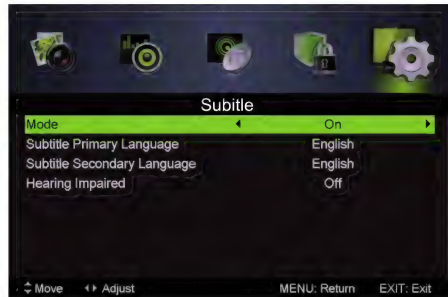 Subitle
Mode On
Subtitle Primary Language English
Subtitle Secondary Language English
Hearing Impaired Off
Move Adjust MENU: Return EXIT: Exit